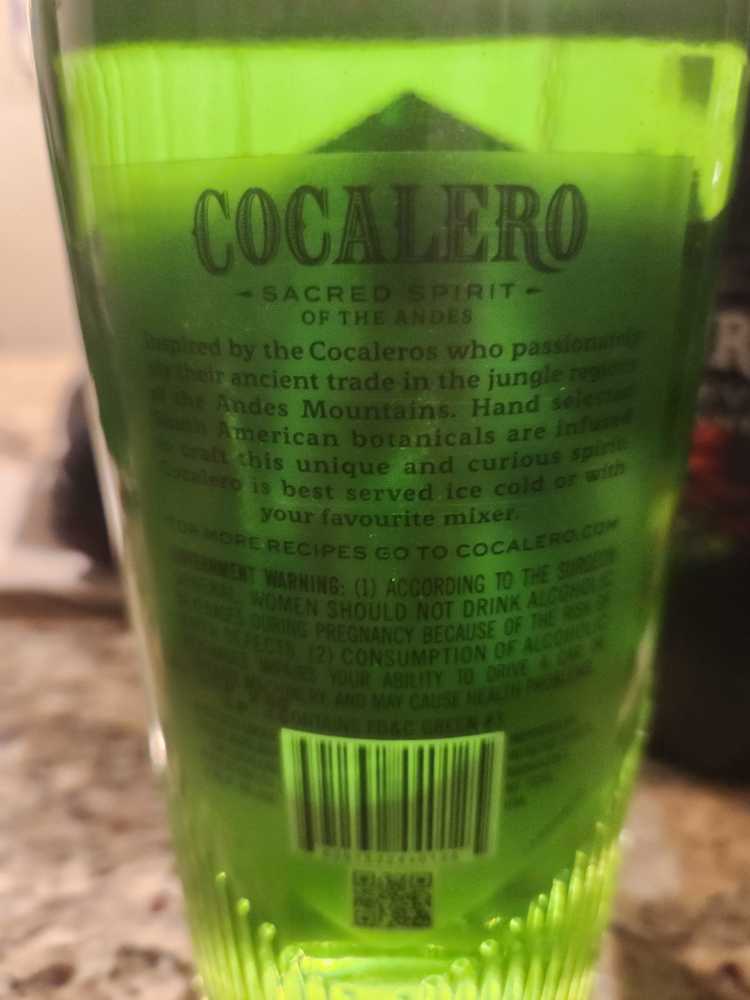 COCALERO
SACRED SPIRIT
OF THE ANDES
Inspired by the Cocaleros who passionately
their ancient trade in the jungle regions
of the Andes Mountains. Hand selected
South American botanicals are infused
to craft this unique and curious spirit.
Cocalero is best served ice cold or with
your favourite mixer.
FOR MORE RECIPES GO TO COCALERO.COM
GOVERNMENT WARNING: (1) ACCORDING TO THE SURGEON
GENERAL, WOMEN SHOULD NOT DRINK ALCOHOLIC
BEVERAGES DURING PREGNANCY BECAUSE OF THE RISK OF
BIRTH DEFECTS. (2) CONSUMPTION OF ALCOHOLIC
BEVERAGES IMPAIRS YOUR ABILITY TO DRIVE A CAR OR
MACHINERY, AND MAY CAUSE HEALTH PROBLEMS.
CONTAINS FD&C GREEN #3
R